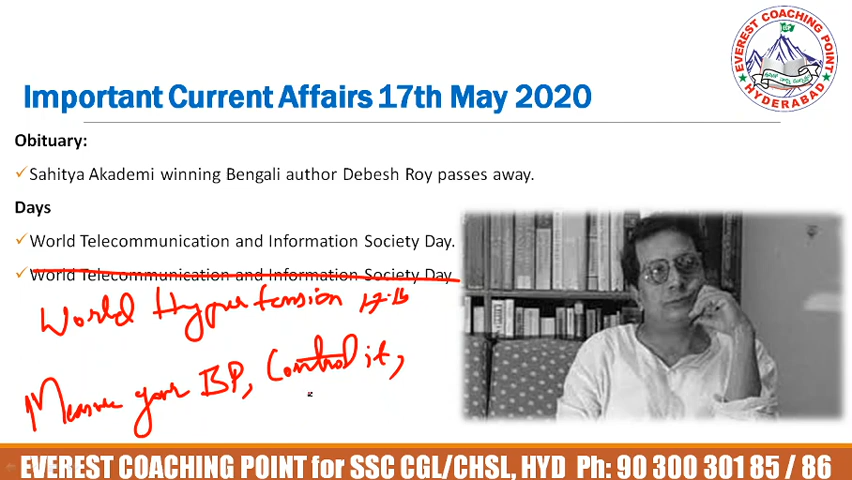 EVEREST COACHING POINT
HYDERABAD
Important Current Affairs 17th May 2020
Obituary:
✓Sahitya Akademi winning Bengali author Debesh Roy passes away.
Days
✓World Telecommunication and Information Society Day.
✓World Telecommunication and Information Society Day
World Hypertension
Measure your BP, Control it,
EVEREST COACHING POINT for SSC CGL/CHSL, HYD Ph: 90 300 301 85 / 86